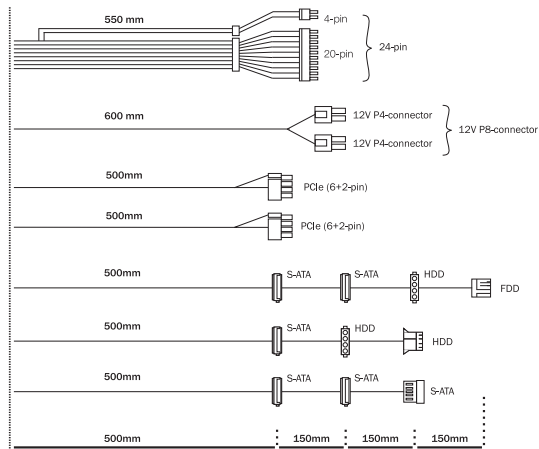 550 mm
4-pin
20-pin
24-pin
600 mm
12V P4-connector
12V P4-connector
12V P8-connector
500mm
PCIe (6+2-pin)
500mm
PCIe (6+2-pin)
500mm
S-ATA
S-ATA
HDD
FDD
500mm
S-ATA
HDD
HDD
500mm
S-ATA
S-ATA
S-ATA
500mm
150mm
150mm
150mm